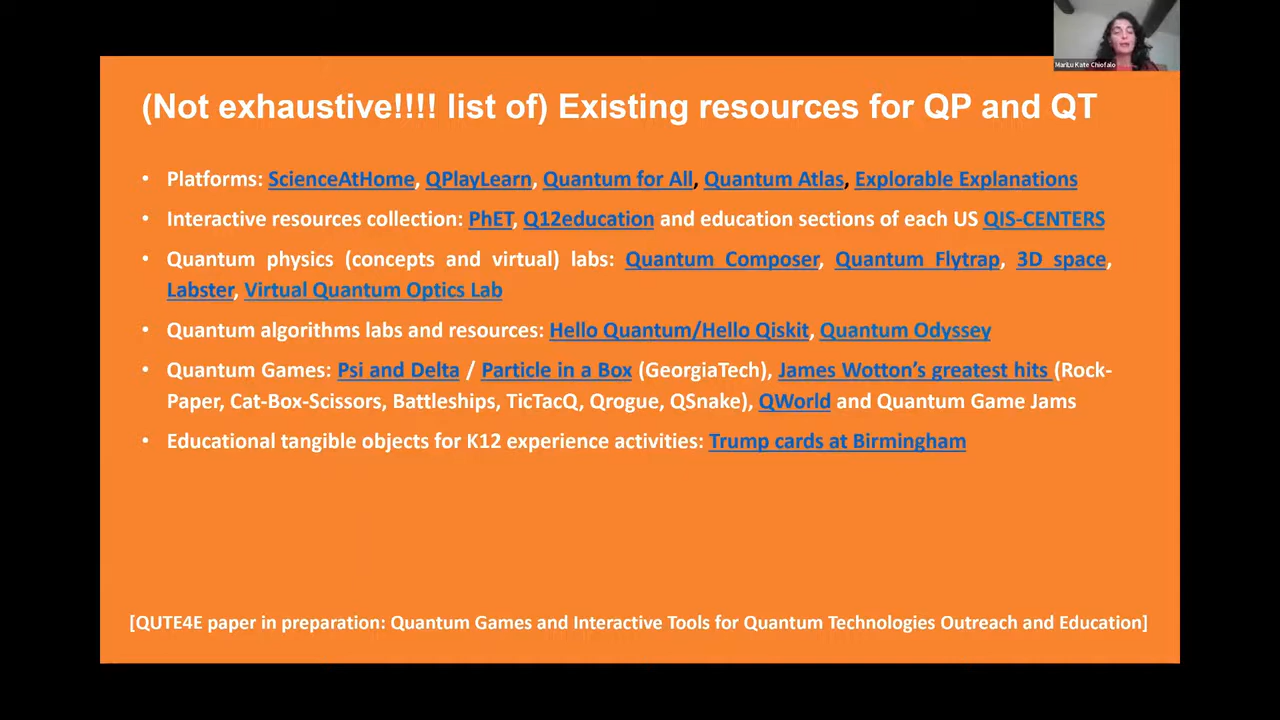 MariLu Kate Chiofalo
(Not exhaustive!!!! list of) Existing resources for QP and QT
• Platforms: ScienceAtHome, QPlayLearn, Quantum for All, Quantum Atlas, Explorable Explanations
• Interactive resources collection: PhET, Q12education and education sections of each US QIS-CENTERS
• Quantum physics (concepts and virtual) labs: Quantum Composer, Quantum Flytrap, 3D space,
Labster, Virtual Quantum Optics Lab
• Quantum algorithms labs and resources: Hello Quantum/Hello Qiskit, Quantum Odyssey
• Quantum Games: Psi and Delta / Particle in a Box (GeorgiaTech), James Wotton's greatest hits (Rock-
Paper, Cat-Box-Scissors, Battleships, TicTacQ, Qrogue, QSnake), QWorld and Quantum Game Jams
• Educational tangible objects for K12 experience activities: Trump cards at Birmingham
[QUTE4E paper in preparation: Quantum Games and Interactive Tools for Quantum Technologies Outreach and Education]